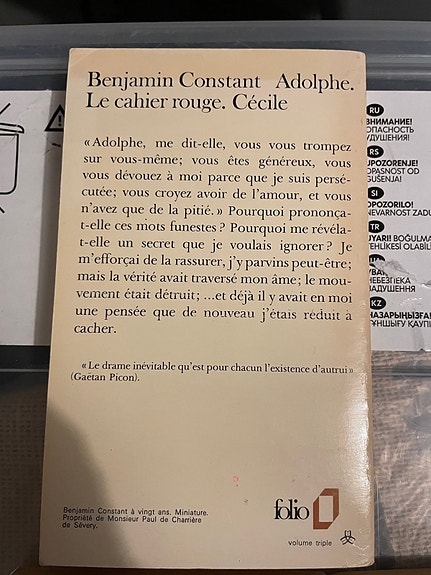 Benjamin Constant Adolphe.
Le cahier rouge. Cécile
« Adolphe, me dit-elle, vous vous trompez
sur vous-même; vous êtes généreux, vous
vous dévouez à moi parce que je suis persé-
cutée; vous croyez avoir de l'amour, et vous
n'avez que de la pitié. » Pourquoi prononça-
t-elle ces mots funestes ? Pourquoi me révéla-
t-elle un secret que je voulais ignorer ? Je
m'efforçai de la rassurer, j'y parvins peut-être;
mais la vérité avait traversé mon âme; le mou-
vement était détruit; ...et déjà il y avait en moi
une pensée que de nouveau j'étais réduit à
cacher.
« Le drame inévitable qu'est pour chacun l'existence d'autrui »
(Gaëtan Picon).
Benjamin Constant à vingt ans. Miniature.
Propriété de Monsieur Paul de Charrière
de Sévery.
folio
volume triple
RU
ВНИМАНИЕ!
ОПАСНОСТЬ
УДУШЕНИЯ!
RS
UPOZORENJE!
OPASNOST OD
GUŠENJA!
SI
OPOZORILO!
NEVARNOST ZADU
TR
UYARI! BOĞULMA
TEHLİKESİ OLABİLİ
УВА
НЕБЕЗПЕКА
ЗАДУШЕННЯ
KZ
НАЗАРЫҢЫЗҒА!
ТҰНШЫҒУ ҚАУПІ